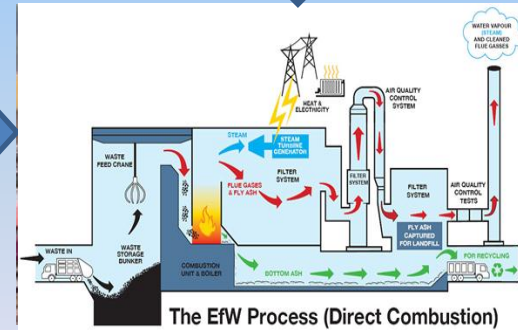 WATER VAPOUR
(STEAM)
AND CLEANED
FLUE GASSES
HEAT &
ELECTRICITY
AIR QUALITY
CONTROL
SYSTEM
STEAM
STEAM
TURBINE
GENERATOR
WASTE
FEED CRANE
FLUE GASES
& FLY ASH
FILTER
SYSTEM
FILTER
SYSTEM
FILTER
SYSTEM
AIR QUALITY
CONTROL
TESTS
WASTE IN
WASTE
STORAGE
BUNKER
COMBUSTION
UNIT & BOILER
BOTTOM ASH
FLY ASH
CAPTURED
FOR LANDFILL
FOR RECYCLING
The EfW Process (Direct Combustion)